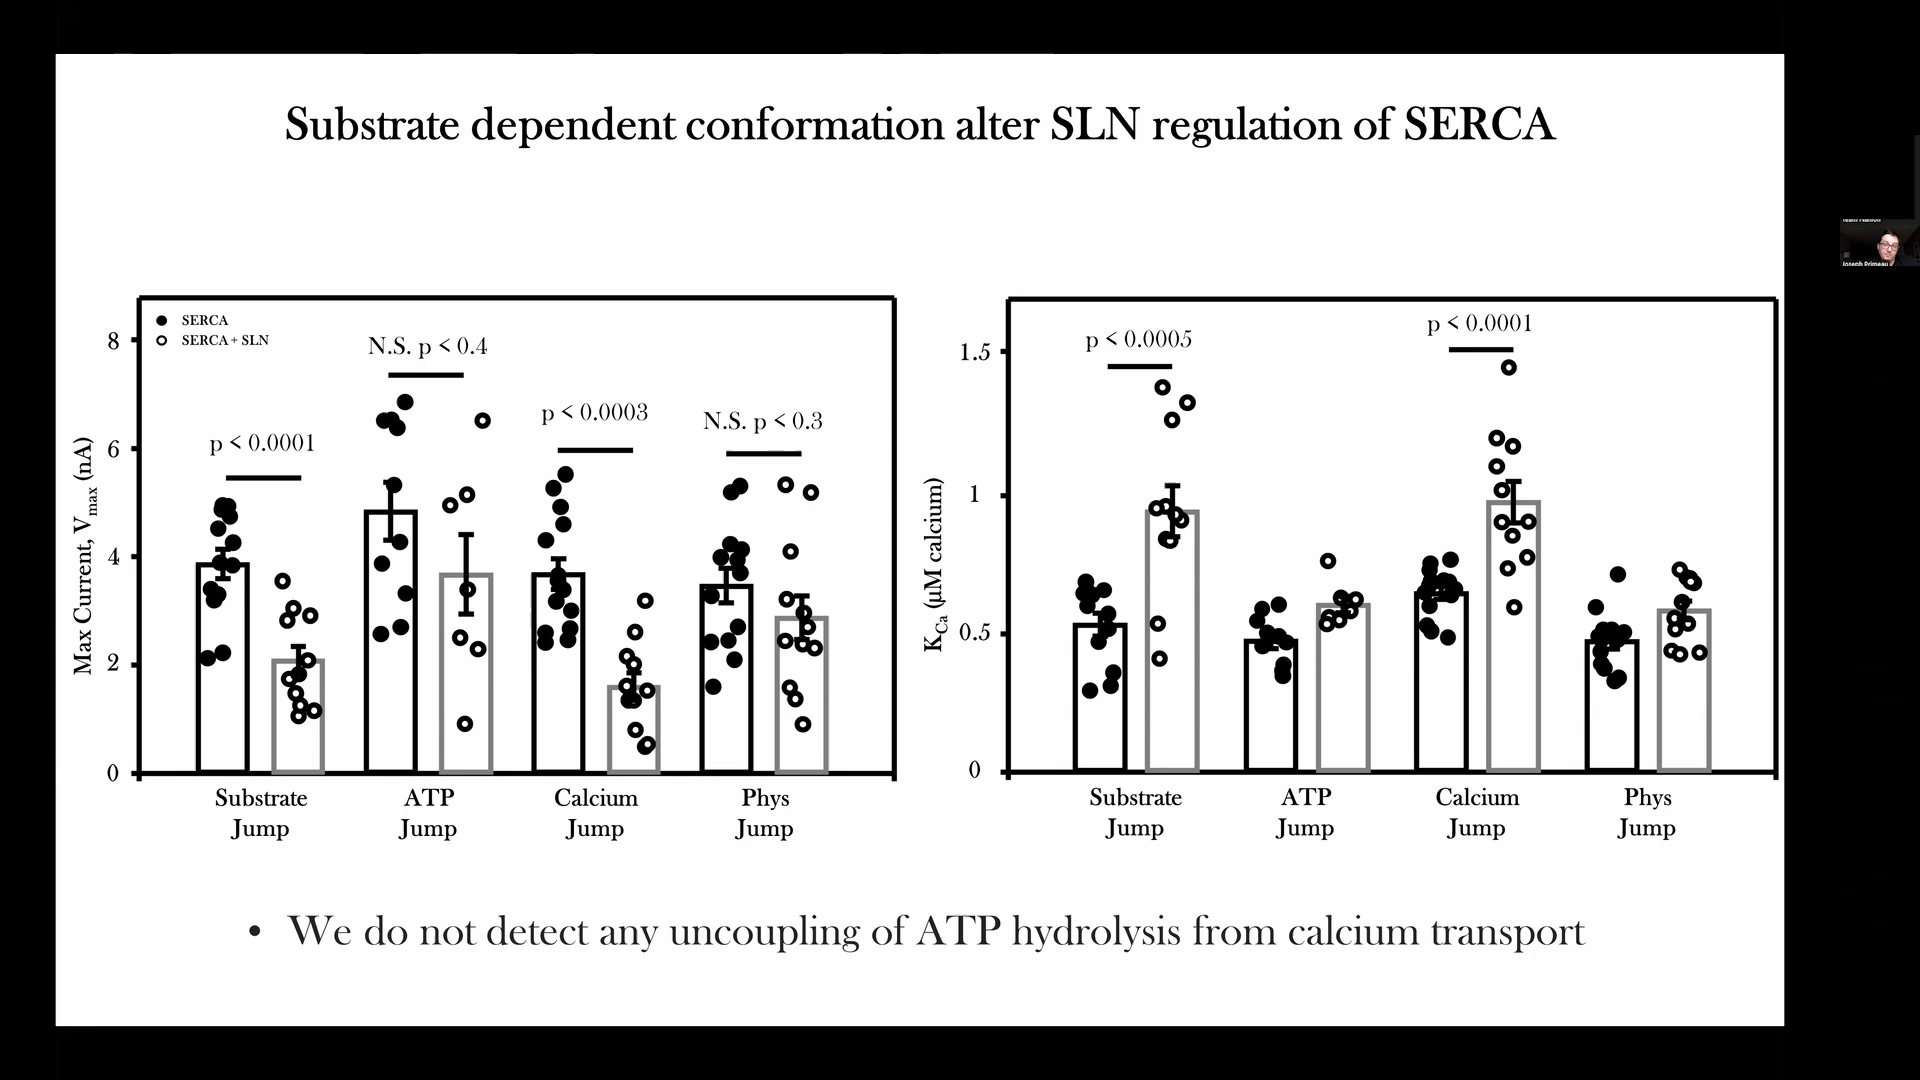 Substrate dependent conformation alter SLN regulation of SERCA
SERCA
SERCA + SLN
Max Current, Vmax (nA)
8
6
4
2
0
p < 0.0001
N.S. p < 0.4
p < 0.0003
N.S. p < 0.3
Substrate Jump
ATP Jump
Calcium Jump
Phys Jump
KCa (µM calcium)
1.5
1
0.5
0
p < 0.0005
p < 0.0001
Substrate Jump
ATP Jump
Calcium Jump
Phys Jump
• We do not detect any uncoupling of ATP hydrolysis from calcium transport
Joseph Primeau